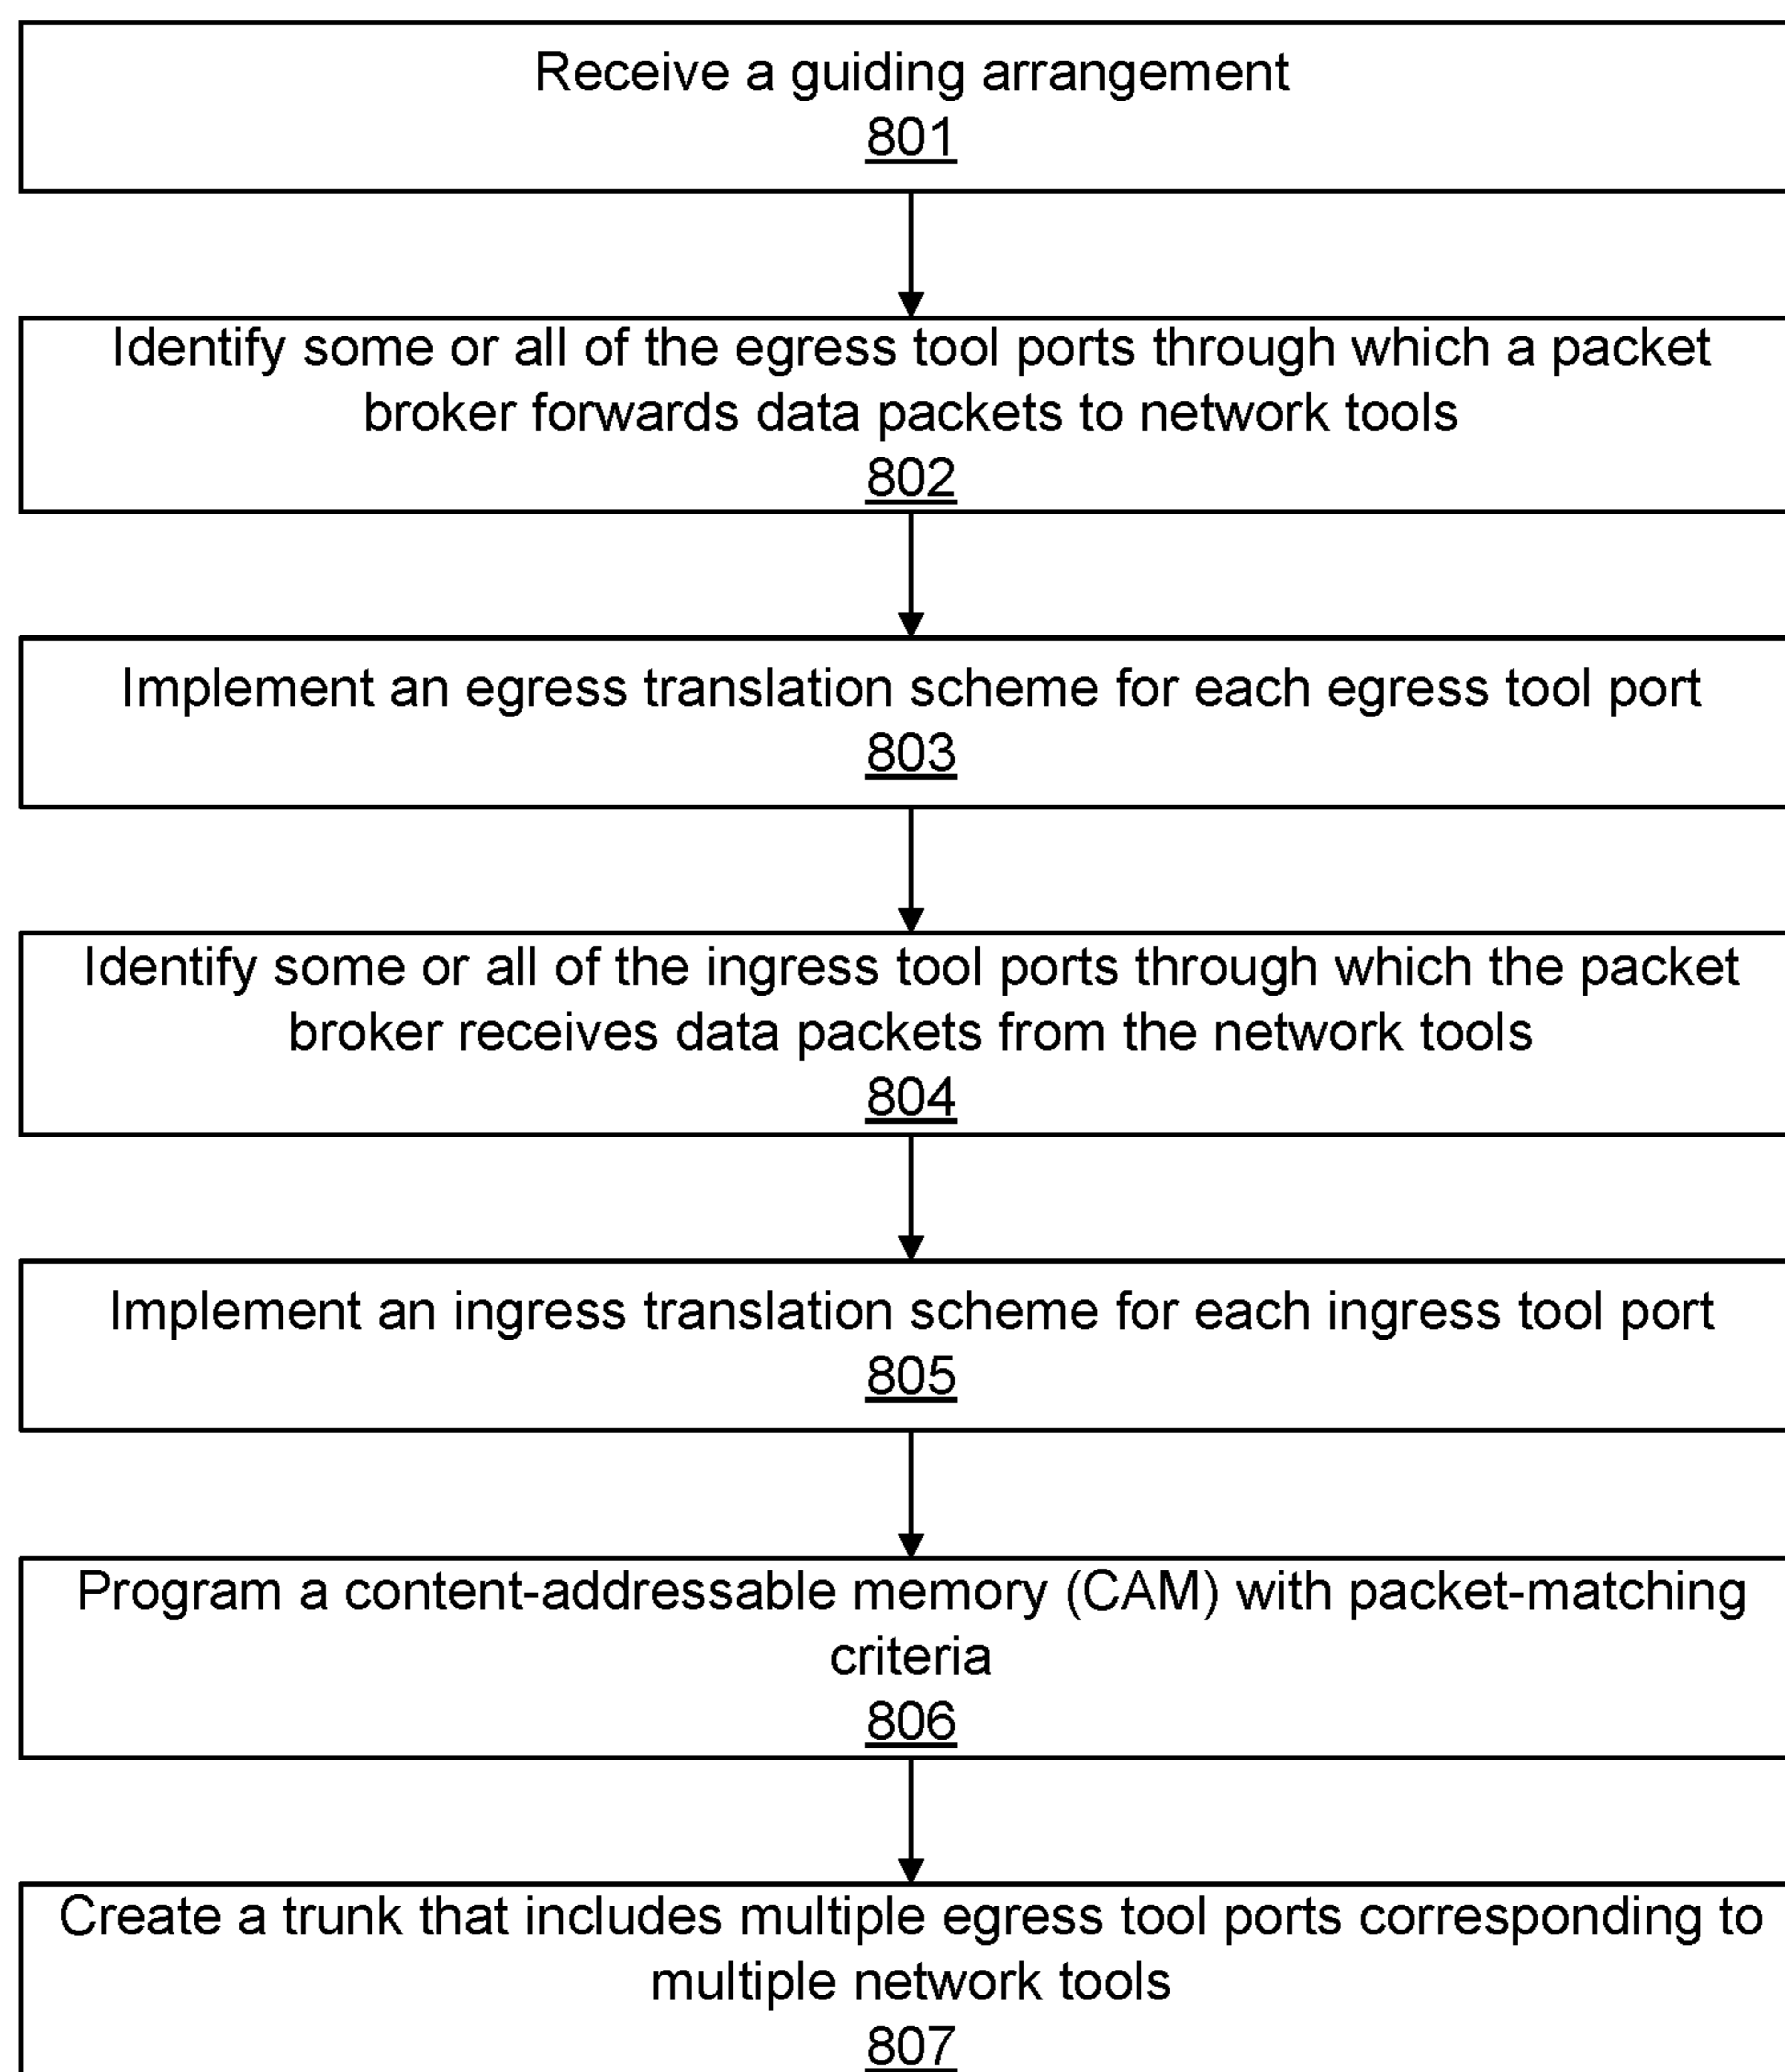 Receive a guiding arrangement
801
Identify some or all of the egress tool ports through which a packet
broker forwards data packets to network tools
802
Implement an egress translation scheme for each egress tool port
803
Identify some or all of the ingress tool ports through which the packet
broker receives data packets from the network tools
804
Implement an ingress translation scheme for each ingress tool port
805
Program a content-addressable memory (CAM) with packet-matching
criteria
806
Create a trunk that includes multiple egress tool ports corresponding to
multiple network tools
807